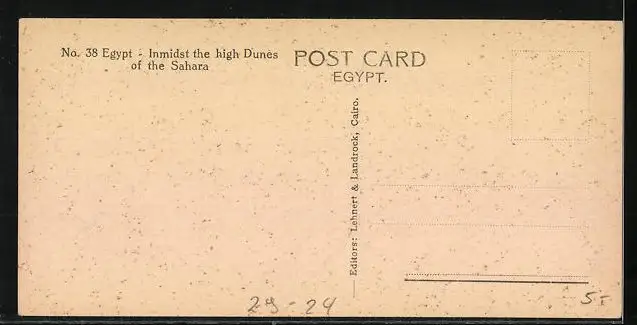 No. 38 Egypt - Inmidst the high Dunes
of the Sahara
POST CARD
EGYPT.
Editors: Lehnert & Landrock, Cairo.
29-24
5-